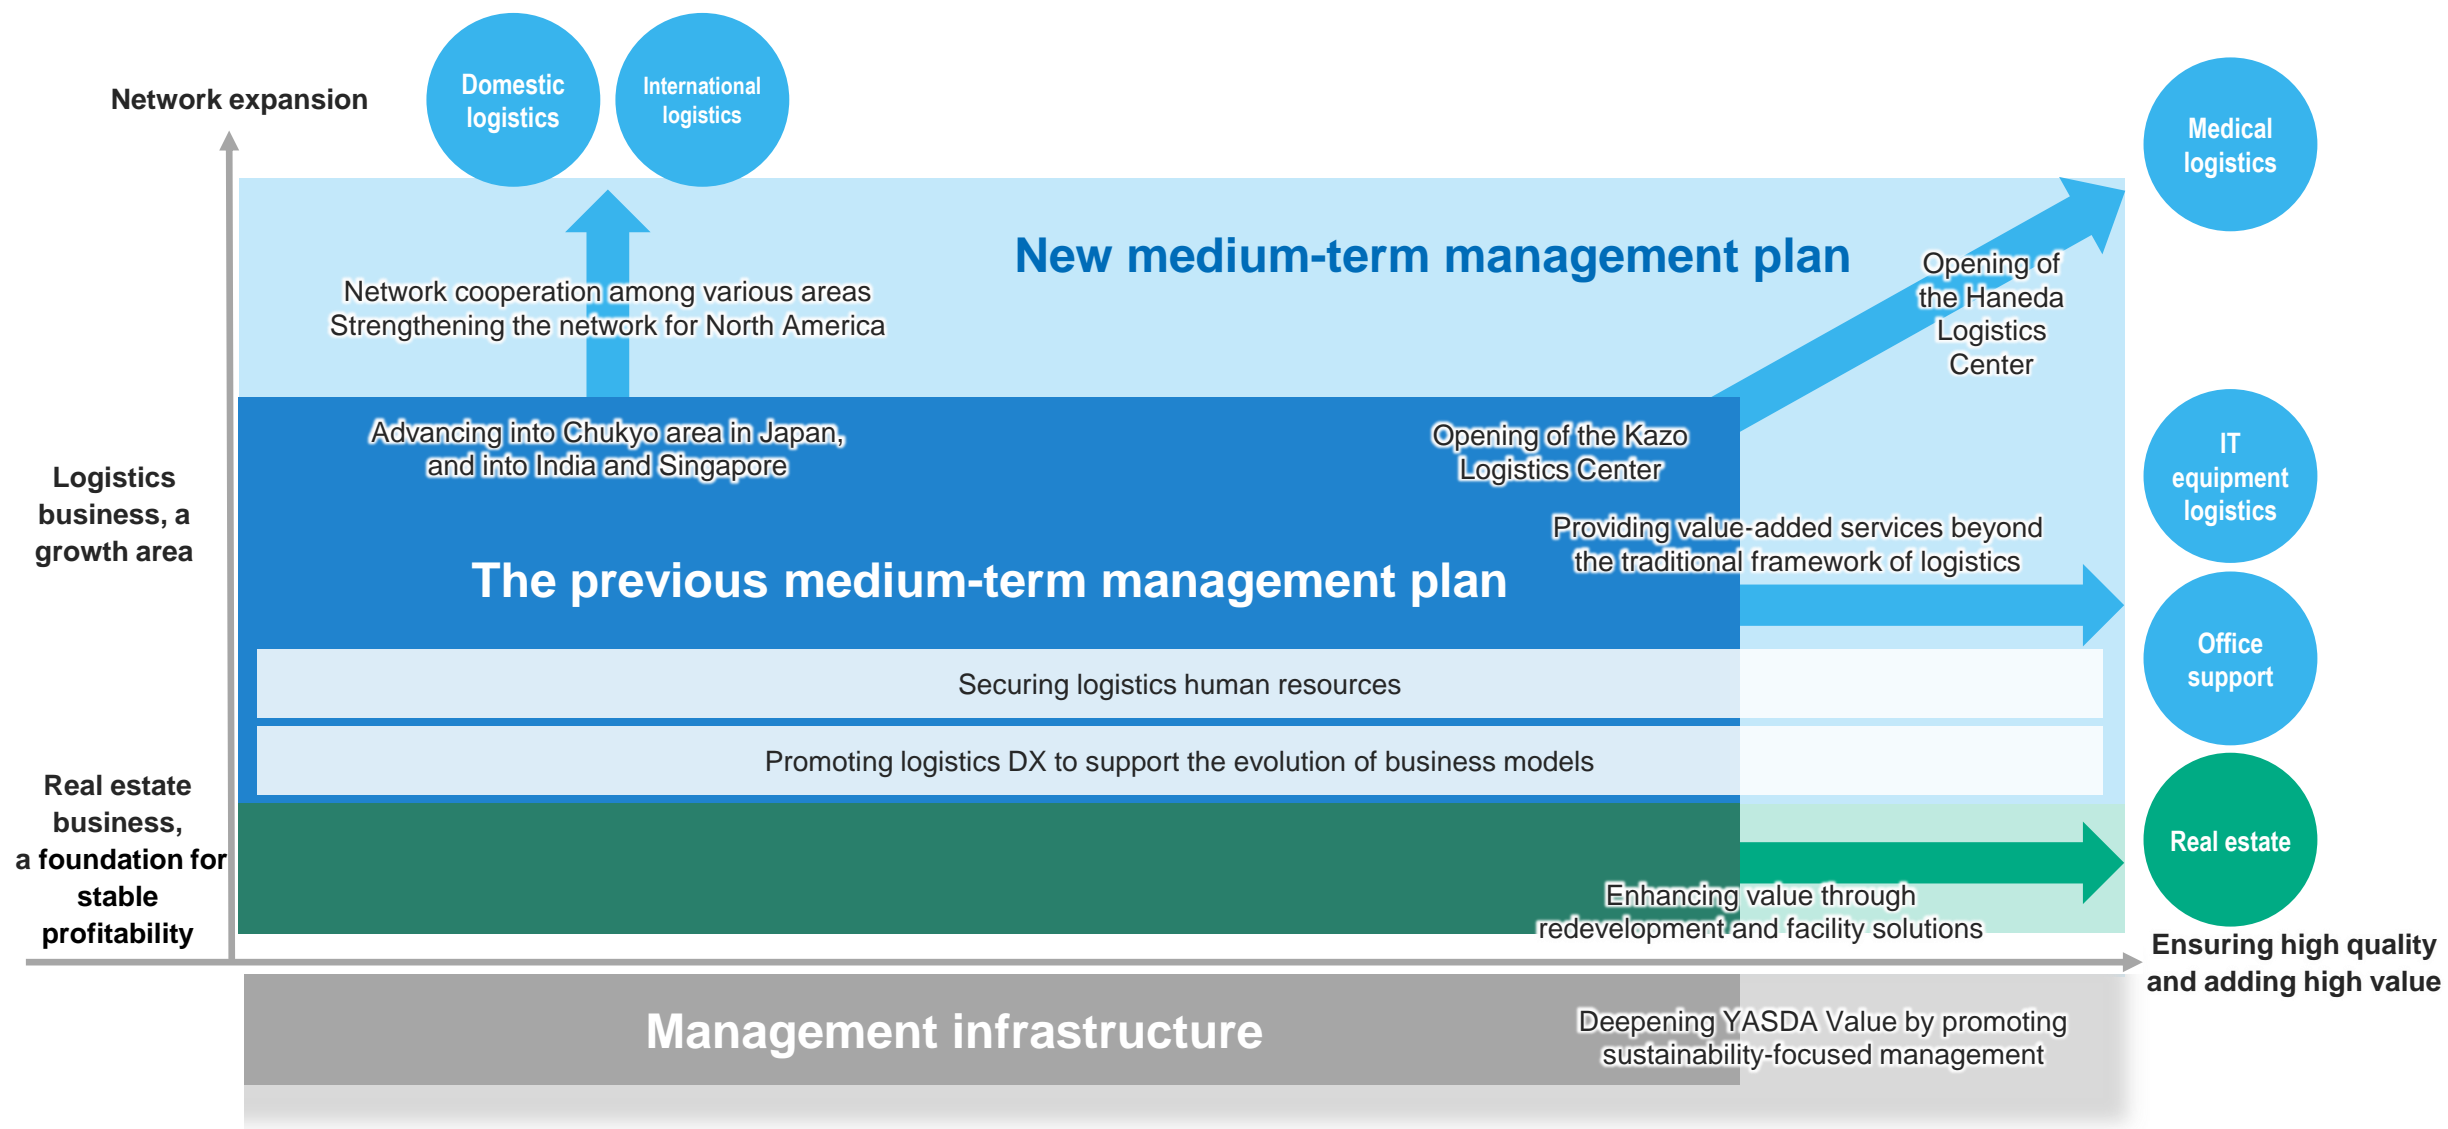 Network expansion
Domestic
logistics
International
logistics
Medical
logistics
New medium-term management plan
Opening of
the Haneda
Logistics
Center
Network cooperation among various areas
Strengthening the network for North America
Advancing into Chukyo area in Japan,
and into India and Singapore
Opening of the Kazo
Logistics Center
IT
equipment
logistics
Logistics
business, a
growth area
Providing value-added services beyond
the traditional framework of logistics
The previous medium-term management plan
Office
support
Securing logistics human resources
Promoting logistics DX to support the evolution of business models
Real estate
business,
a foundation for
stable
profitability
Real estate
Enhancing value through
redevelopment and facility solutions
Ensuring high quality
and adding high value
Management infrastructure
Deepening YASDA Value by promoting
sustainability-focused management